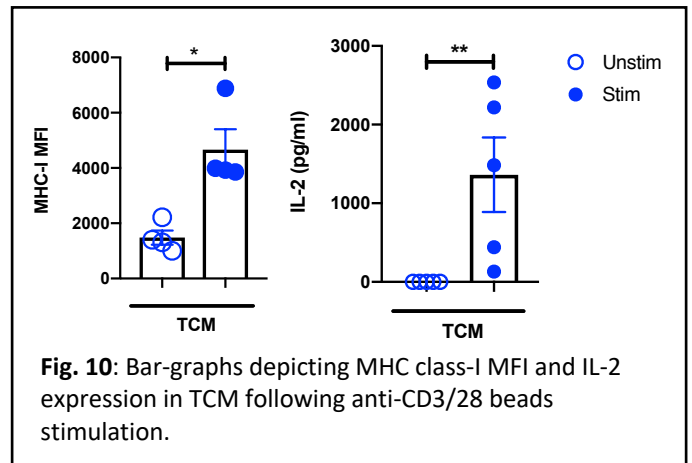 8000
6000
4000
2000
0
MHC-I MFI
*
TCM
3000
2000
1000
0
IL-2 (pg/ml)
**
TCM
Unstim
Stim
Fig. 10: Bar-graphs depicting MHC class-I MFI and IL-2
expression in TCM following anti-CD3/28 beads
stimulation.